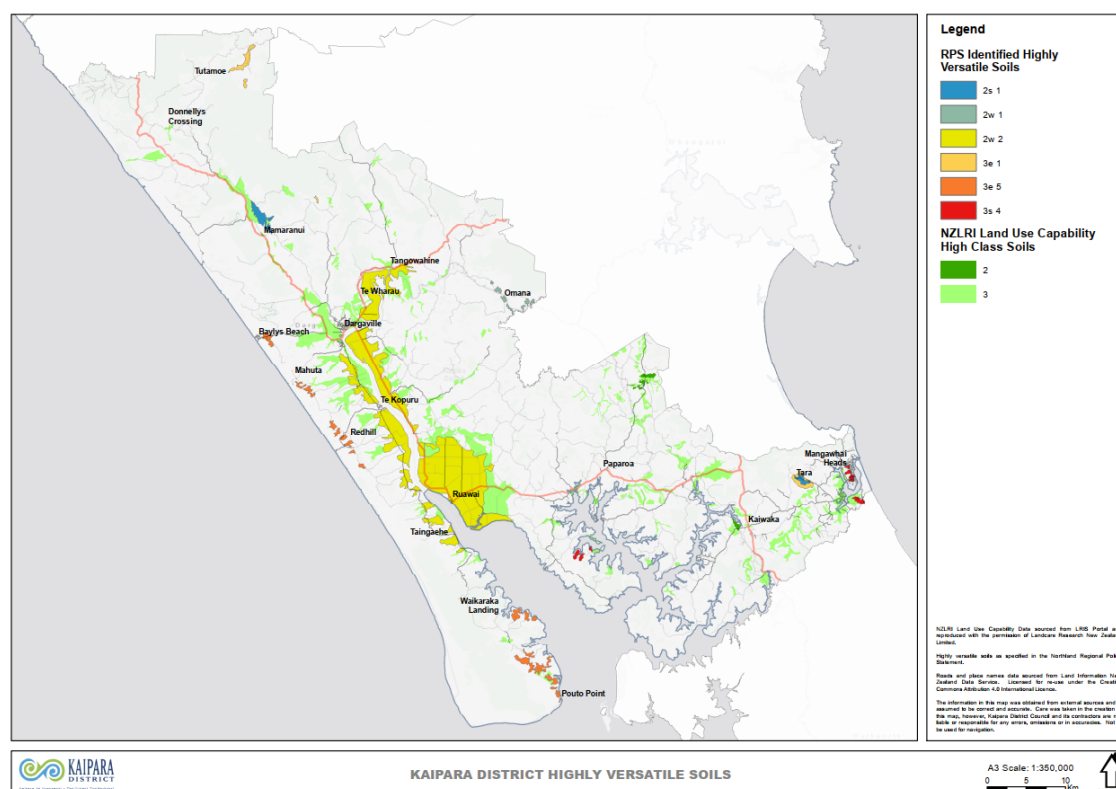 Tutamoe
Donnellys
Crossing
Mamaranui
Tangowahine
Te Wharau
Omana
Dargaville
Baylys Beach
Mahuta
Te Kopuru
Redhill
Ruawai
Paparoa
Mangawhai
Heads
Tara
Kaiwaka
Taingaehe
Waikaraka
Landing
Pouto Point
Legend
RPS Identified Highly
Versatile Soils
2s 1
2w 1
2w 2
3e 1
3e 5
3s 4
NZLRI Land Use Capability
High Class Soils
2
3
NZLRI Land Use Capability Data sourced from LRIS Portal
reproduced with the permission of Landcare Research New
Limited.
Highly versatile soils as specified in the Northland Regional
Statement.
Roads and place names data sourced from Land Information
Zealand Data Service. Licensed for re-use under the
Commons Attribution 4.0 International Licence.
The information in this map was obtained from external sources and
assumed to be correct and accurate. Care was taken in the creation
this map, however, Kaipara District Council and its contractors are
liable or responsible for any errors, omissions or in accuracies. Not
be used for navigation.
KAIPARA
DISTRICT
KAIPARA DISTRICT HIGHLY VERSATILE SOILS
A3 Scale: 1:350,000
0 5 10
Km